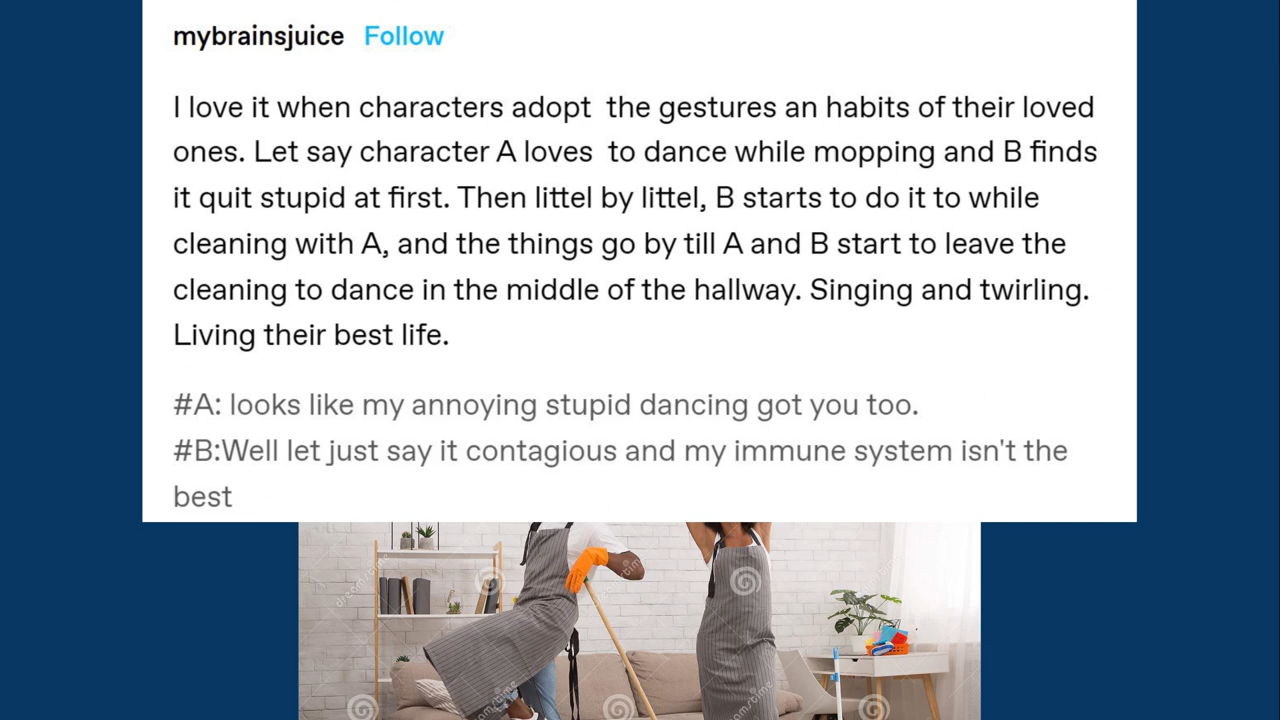 mybrainsjuice Follow
I love it when characters adopt the gestures an habits of their loved
ones. Let say character A loves to dance while mopping and B finds
it quit stupid at first. Then littel by littel, B starts to do it to while
cleaning with A, and the things go by till A and B start to leave the
cleaning to dance in the middle of the hallway. Singing and twirling.
Living their best life.
#A: looks like my annoying stupid dancing got you too.
#B:Well let just say it contagious and my immune system isn't the
best